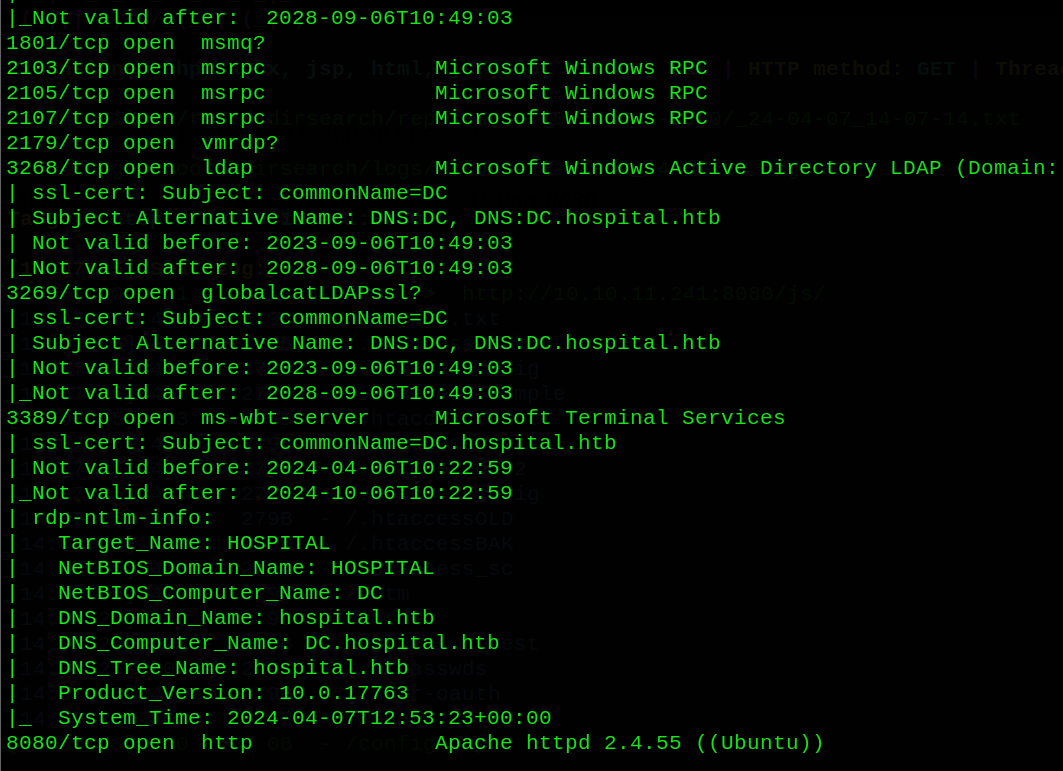 |_Not valid after:  2028-09-06T10:49:03
1801/tcp open  msmq?
2103/tcp open  msrpc             Microsoft Windows RPC
2105/tcp open  msrpc             Microsoft Windows RPC
2107/tcp open  msrpc             Microsoft Windows RPC
2179/tcp open  vmrdp?
3268/tcp open  ldap              Microsoft Windows Active Directory LDAP (Domain:
| ssl-cert: Subject: commonName=DC
| Subject Alternative Name: DNS:DC, DNS:DC.hospital.htb
| Not valid before: 2023-09-06T10:49:03
|_Not valid after:  2028-09-06T10:49:03
3269/tcp open  globalcatLDAPssl?
| ssl-cert: Subject: commonName=DC
| Subject Alternative Name: DNS:DC, DNS:DC.hospital.htb
| Not valid before: 2023-09-06T10:49:03
|_Not valid after:  2028-09-06T10:49:03
3389/tcp open  ms-wbt-server     Microsoft Terminal Services
| ssl-cert: Subject: commonName=DC.hospital.htb
| Not valid before: 2024-04-06T10:22:59
|_Not valid after:  2024-10-06T10:22:59
| rdp-ntlm-info:
|   Target_Name: HOSPITAL
|   NetBIOS_Domain_Name: HOSPITAL
|   NetBIOS_Computer_Name: DC
|   DNS_Domain_Name: hospital.htb
|   DNS_Computer_Name: DC.hospital.htb
|   DNS_Tree_Name: hospital.htb
|   Product_Version: 10.0.17763
|_  System_Time: 2024-04-07T12:53:23+00:00
8080/tcp open  http              Apache httpd 2.4.55 ((Ubuntu))